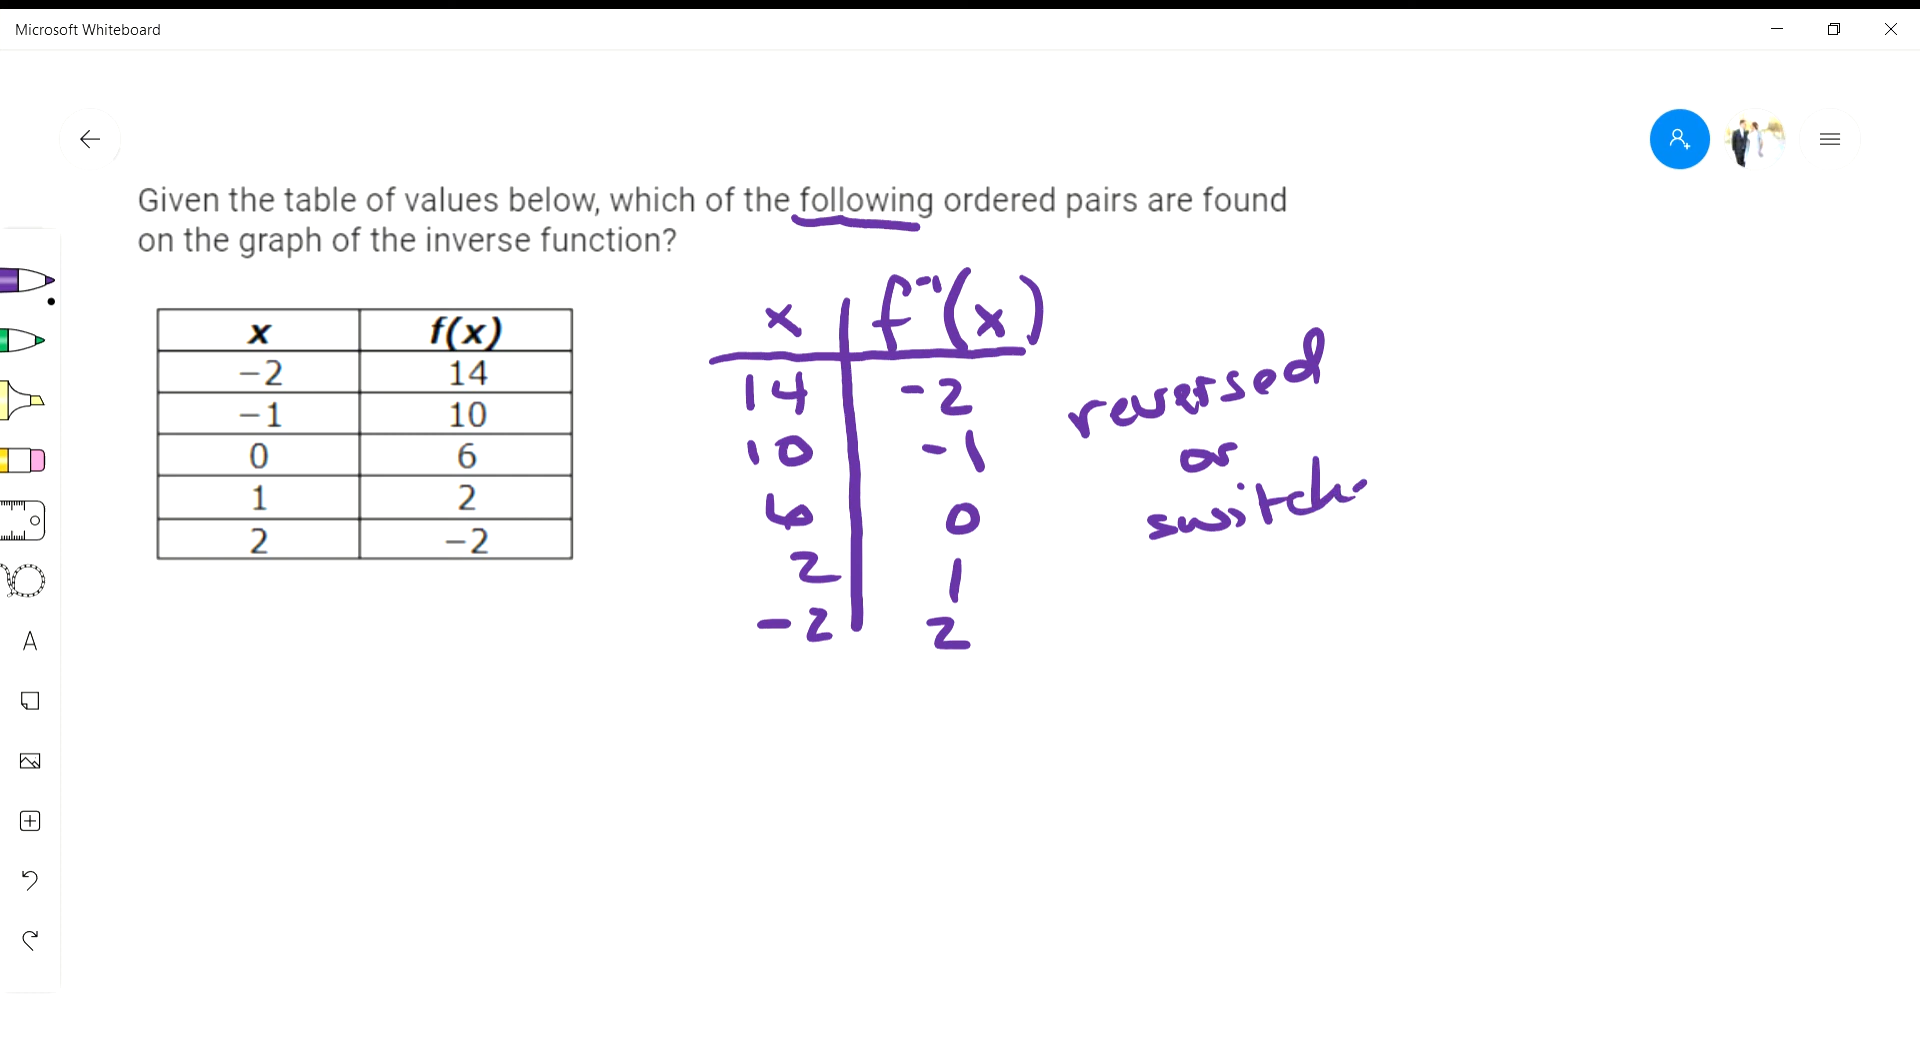 Microsoft Whiteboard
Given the table of values below, which of the following ordered pairs are found
on the graph of the inverse function?
x f(x)
−2 14
−1 10
0 6
1 2
2 −2
x f⁻¹(x)
14 -2
10 -1
6 0
2 1
-2 2
reversed
or
switch.
A